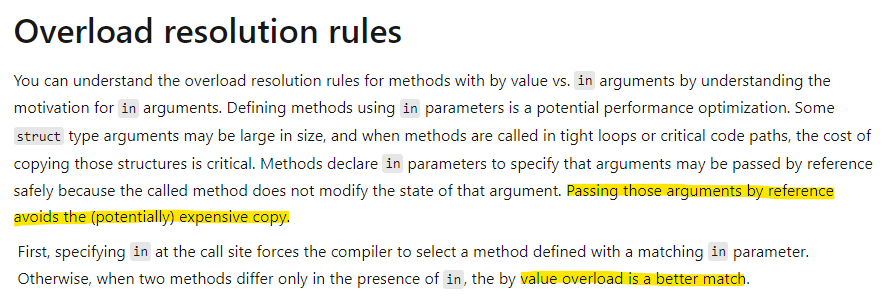 Overload resolution rules
You can understand the overload resolution rules for methods with by value vs. in arguments by understanding the
motivation for in arguments. Defining methods using in parameters is a potential performance optimization. Some
struct type arguments may be large in size, and when methods are called in tight loops or critical code paths, the cost of
copying those structures is critical. Methods declare in parameters to specify that arguments may be passed by reference
safely because the called method does not modify the state of that argument. Passing those arguments by reference
avoids the (potentially) expensive copy.
First, specifying in at the call site forces the compiler to select a method defined with a matching in parameter.
Otherwise, when two methods differ only in the presence of in, the by value overload is a better match.